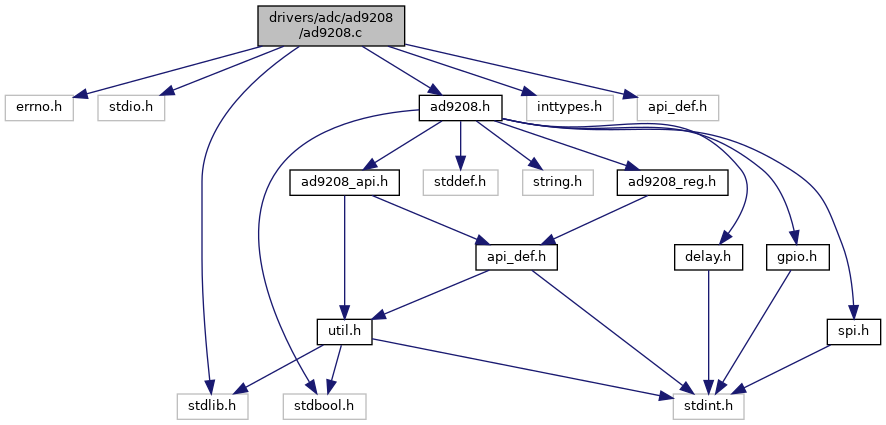 drivers/adc/ad9208
/ad9208.c
errno.h
stdio.h
ad9208.h
inttypes.h
api_def.h
ad9208_api.h
stddef.h
string.h
ad9208_reg.h
api_def.h
delay.h
gpio.h
util.h
spi.h
stdlib.h
stdbool.h
stdint.h